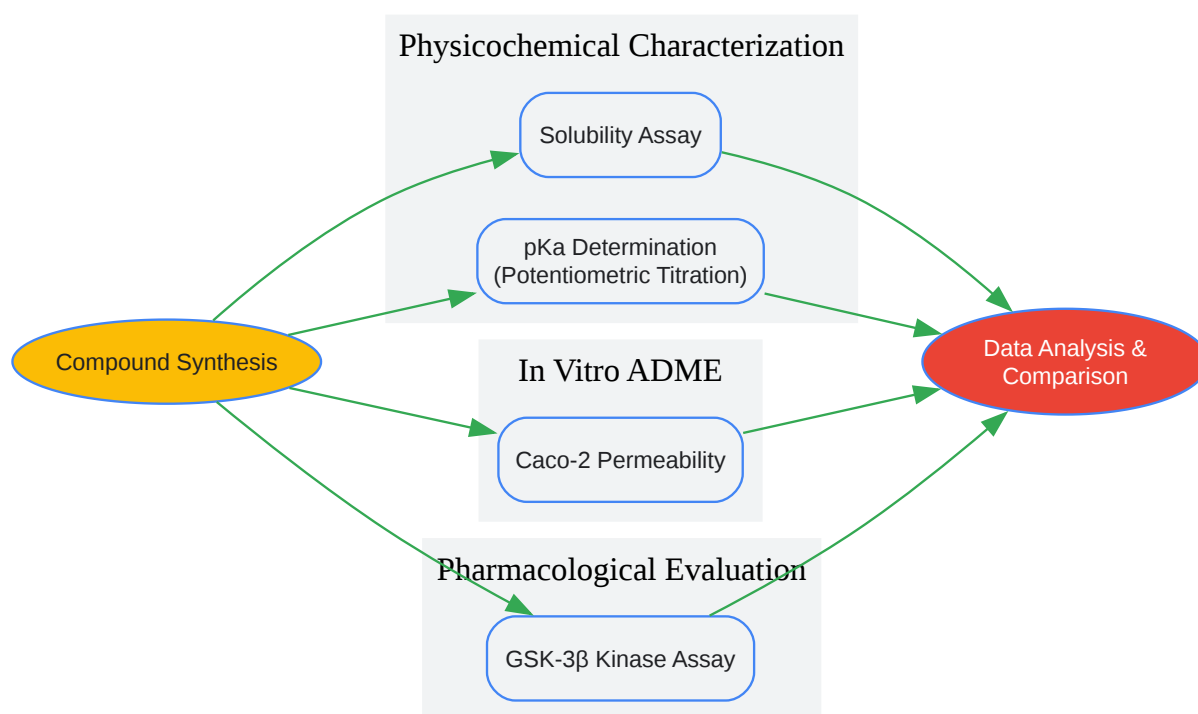 Physicochemical Characterization
Solubility Assay
pKa Determination
(Potentiometric Titration)
Compound Synthesis
Data Analysis &
Comparison
In Vitro ADME
Caco-2 Permeability
Pharmacological Evaluation
GSK-3β Kinase Assay